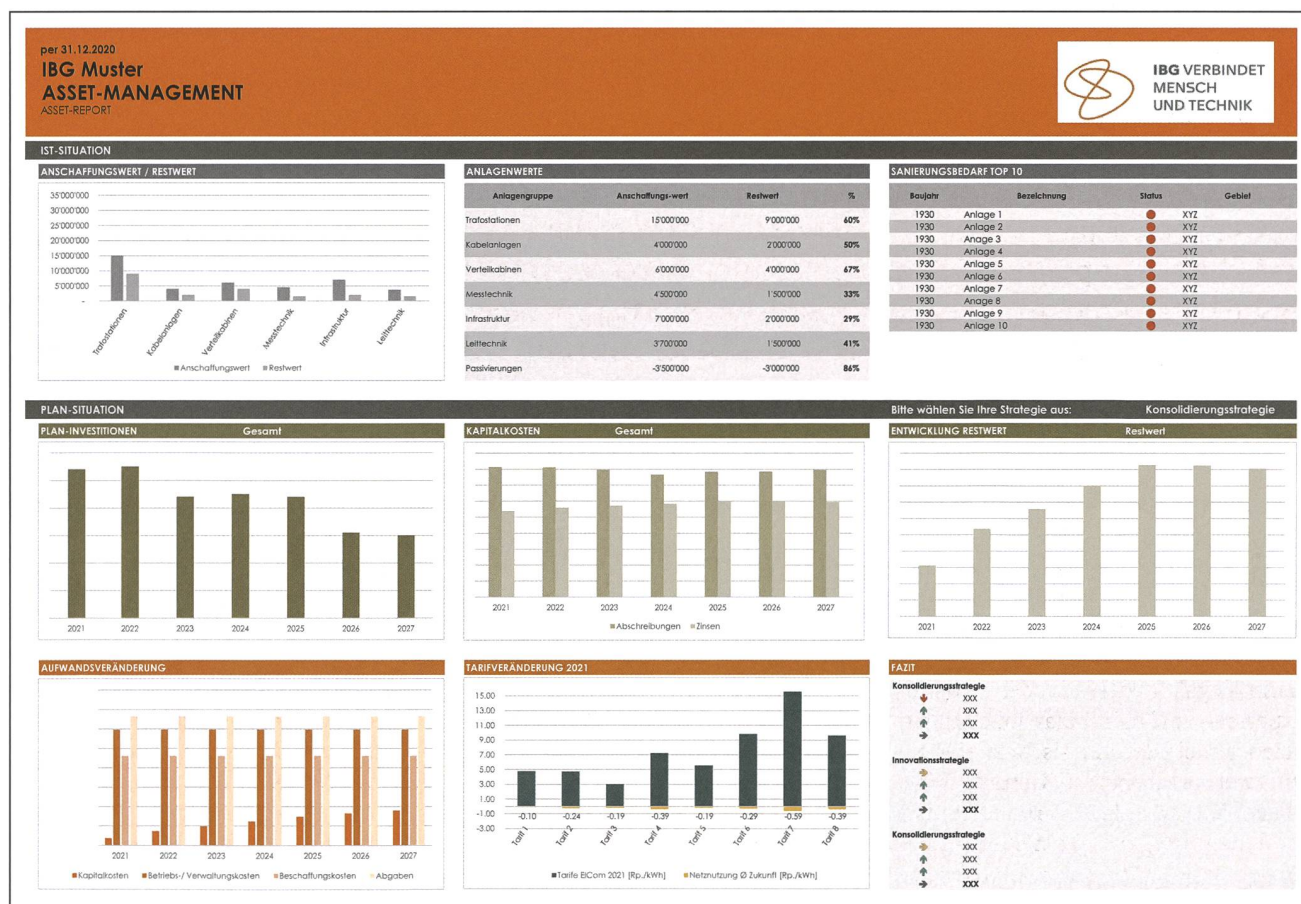 per 31.12.2020
IBG Muster
ASSET-MANAGEMENT
ASSET-REPORT
IBG VERBINDET
MENSCH
UND TECHNIK
IST-SITUATION
ANSCHAFFUNGSWERT / RESTWERT
35'000'000
30'000'000
25'000'000
20'000'000
15'000'000
10'000'000
5'000'000
-
Trafostationen
Kabelanlagen
Verteilkabinen
Messtechnik
Infrastruktur
Leittechnik
Anschaffungswert Restwert
ANLAGENWERTE
Anlagengruppe Anschaffungs-wert Restwert %
Trafostationen 15'000'000 9'000'000 60%
Kabelanlagen 4'000'000 2'000'000 50%
Verteilkabinen 6'000'000 4'000'000 67%
Messtechnik 4'500'000 1'500'000 33%
Infrastruktur 7'000'000 2'000'000 29%
Leittechnik 3'700'000 1'500'000 41%
Passivierungen -3'500'000 -3'000'000 86%
SANIERUNGSBEDARF TOP 10
Baujahr Bezeichnung Status Gebiet
1930 Anlage 1 XYZ
1930 Anlage 2 XYZ
1930 Anage 3 XYZ
1930 Anlage 4 XYZ
1930 Anlage 5 XYZ
1930 Anlage 6 XYZ
1930 Anlage 7 XYZ
1930 Anage 8 XYZ
1930 Anlage 9 XYZ
1930 Anlage 10 XYZ
PLAN-SITUATION
Bitte wählen Sie Ihre Strategie aus: Konsolidierungsstrategie
PLAN-INVESTITIONEN Gesamt
2021 2022 2023 2024 2025 2026 2027
KAPITALKOSTEN Gesamt
2021 2022 2023 2024 2025 2026 2027
Abschreibungen Zinsen
ENTWICKLUNG RESTWERT Restwert
2021 2022 2023 2024 2025 2026 2027
AUFWANDSVERÄNDERUNG
2021 2022 2023 2024 2025 2026 2027
Kapitalkosten Betriebs-/ Verwaltungskosten Beschaffungskosten Abgaben
TARIFVERÄNDERUNG 2021
15.00
13.00
11.00
9.00
7.00
5.00
3.00
1.00
-1.00
-3.00
-0.10 -0.24 -0.19 -0.39 -0.19 -0.29 -0.59 -0.39
Tarif 1
Tarif 2
Tarif 3
Tarif 4
Tarif 5
Tarif 6
Tarif 7
Tarif 8
Tarife ElCom 2021 [Rp./kWh] Netznutzung Ø Zukunft [Rp./kWh]
FAZIT
Konsolidierungsstrategie
XXX
XXX
XXX
XXX
Innovationsstrategie
XXX
XXX
XXX
XXX
Konsolidierungsstrategie
XXX
XXX
XXX
XXX